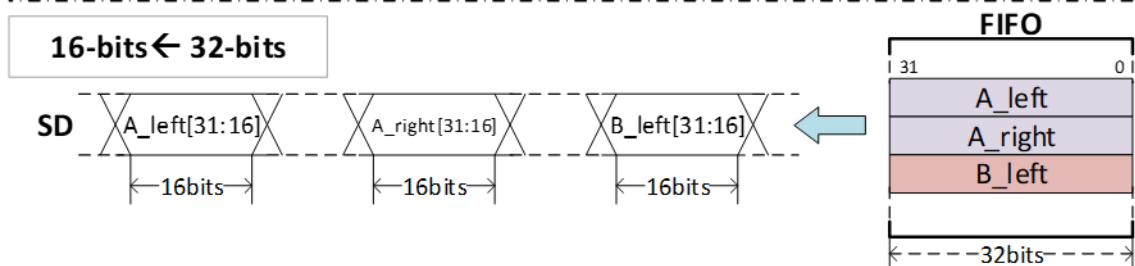 16-bits← 32-bits
FIFO
31 0
SD A_left[31:16] A_right[31:16] B_left[31:16]
A_left
A_right
B_left
16bits 16bits 16bits
32bits